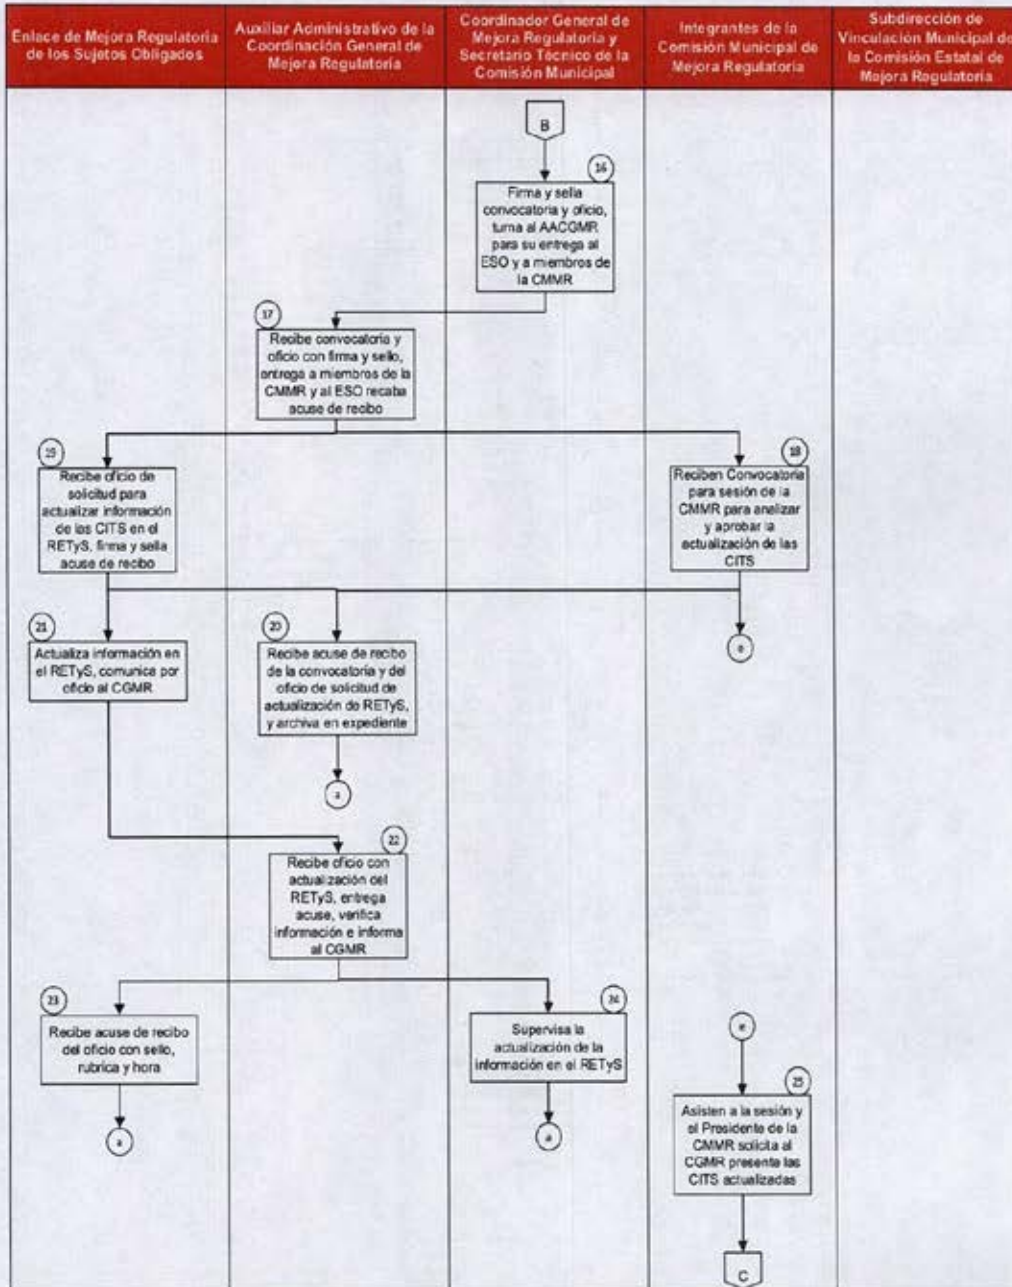 Enlace de Mejora Regulatoria
de los Sujetos Obligados
Auxiliar Administrativo de la
Coordinación General de
Mejora Regulatoria
Coordinador General de
Mejora Regulatoria y
Secretario Técnico de la
Comisión Municipal
Integrantes de la
Comisión Municipal de
Mejora Regulatoria
Subdirección de
Vinculación Municipal de
la Comisión Estatal de
Mejora Regulatoria
B
16
Firma y sella
convocatoria y oficio,
turna al AACGMR
para su entrega al
ESO y a miembros de
la CMMR
17
Recibe convocatoria y
oficio con firma y sello,
entrega a miembros de la
CMMR y al ESO recaba
acuse de recibo
19
Recibe oficio de
solicitud para
actualizar información
de las CITS en el
RETyS, firma y sella
acuse de recibo
18
Reciben Convocatoria
para sesión de la
CMMR para analizar
y aprobar la
actualización de las
CITS
21
Actualiza información en
el RETyS, comunica por
oficio al CGMR
20
Recibe acuse de recibo
de la convocatoria y del
oficio de solicitud de
actualización de RETyS,
y archiva en expediente
e
a
22
Recibe oficio con
actualización del
RETyS, entrega
acuse, verifica
información e informa
al CGMR
23
Recibe acuse de recibo
del oficio con sello,
rubrica y hora
24
Supervisa la
actualización de la
información en el RETyS
e
25
Asisten a la sesión y
el Presidente de la
CMMR solicita al
CGMR presente las
CITS actualizadas
a
a
C